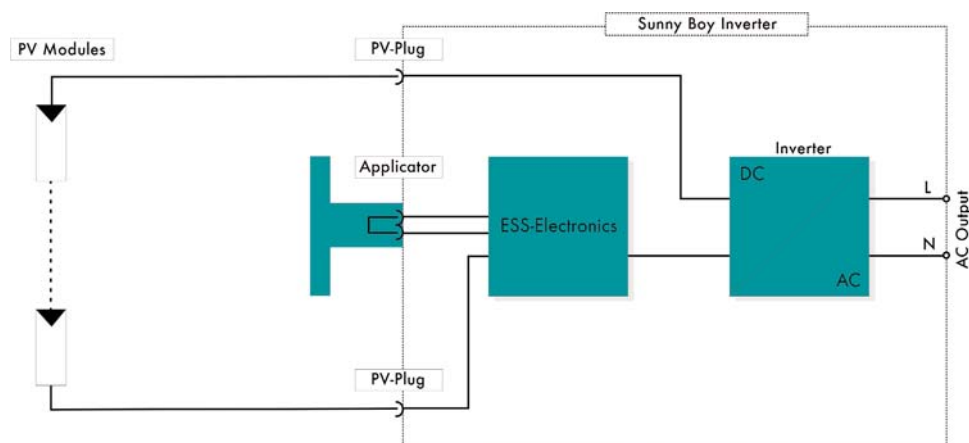 Sunny Boy Inverter
PV Modules
PV-Plug
Applicator
Inverter
DC
ESS-Electronics
L
N
AC
AC Output
PV-Plug